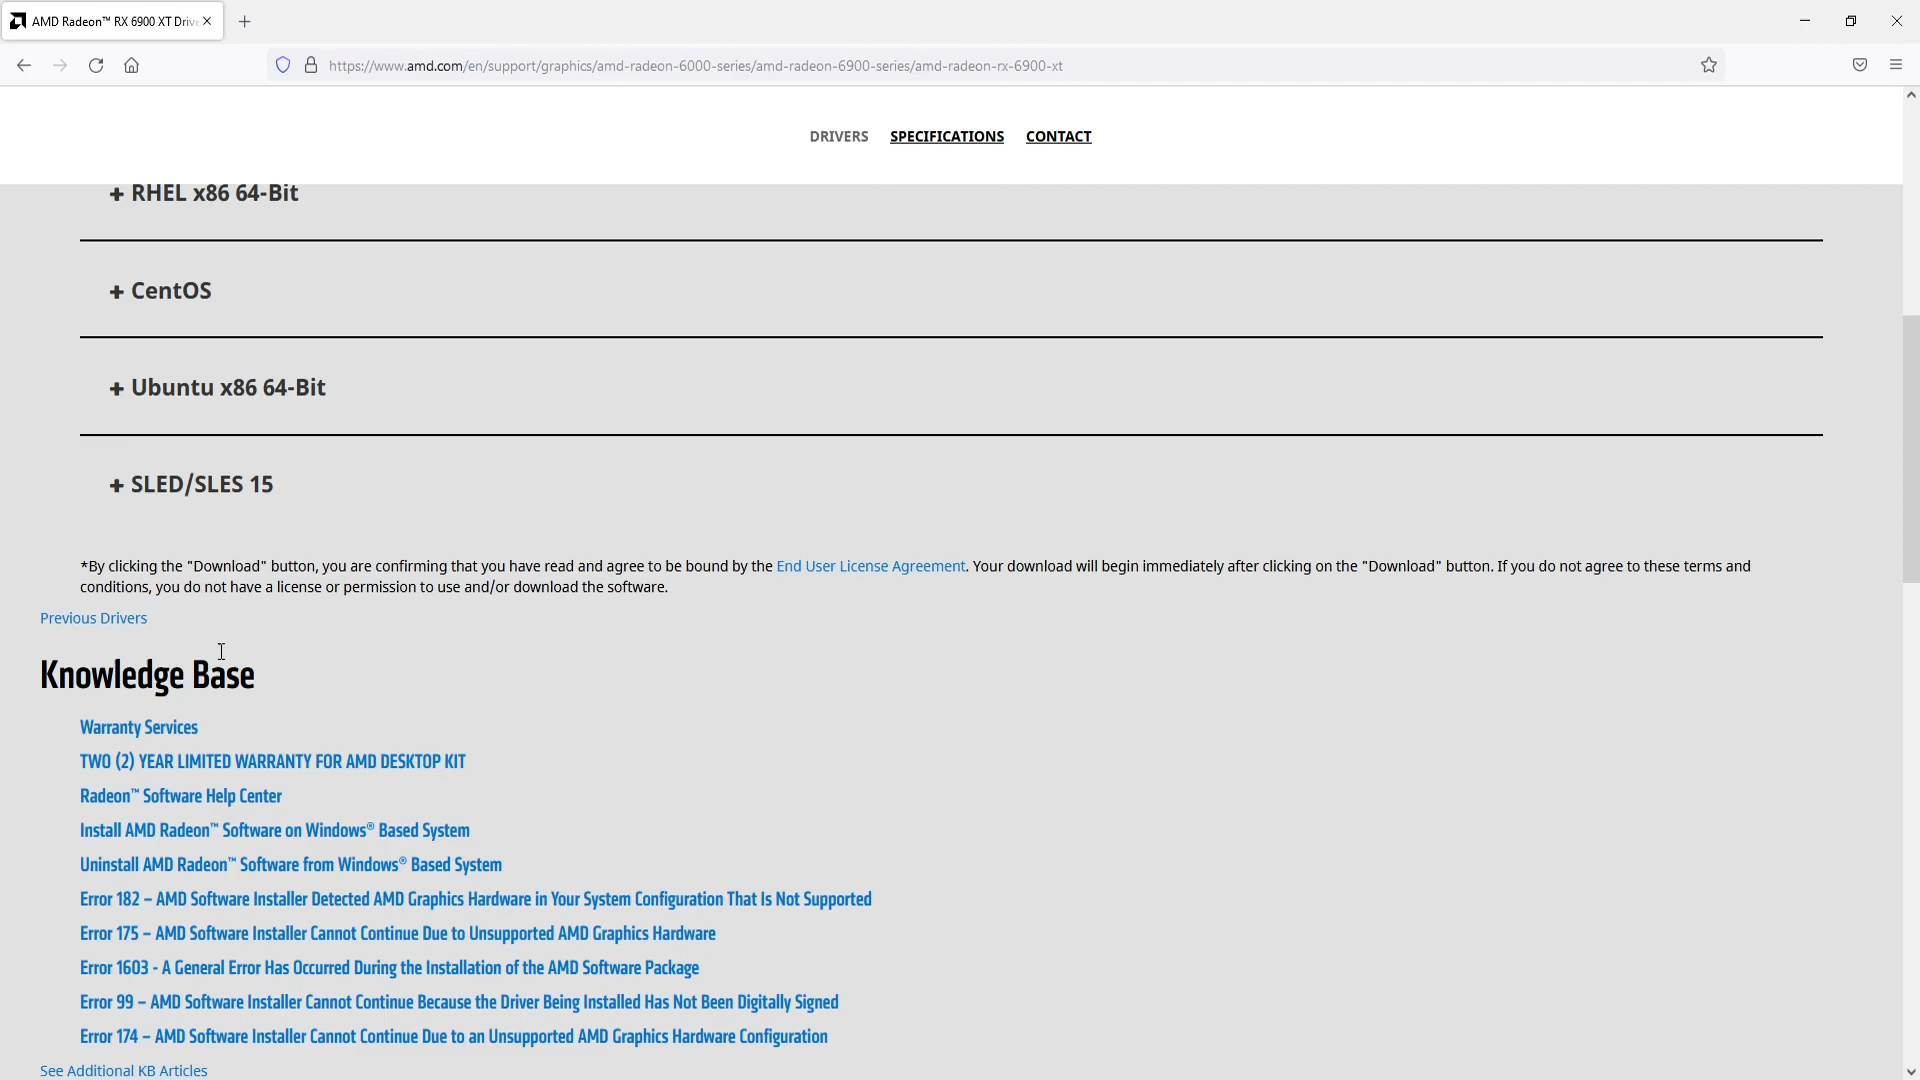 AMD Radeon™ RX 6900 XT Drive
https://www.amd.com/en/support/graphics/amd-radeon-6000-series/amd-radeon-6900-series/amd-radeon-rx-6900-xt
DRIVERS SPECIFICATIONS CONTACT
+ RHEL x86 64-Bit
+ CentOS
+ Ubuntu x86 64-Bit
+ SLED/SLES 15
*By clicking the "Download" button, you are confirming that you have read and agree to be bound by the End User License Agreement. Your download will begin immediately after clicking on the "Download" button. If you do not agree to these terms and
conditions, you do not have a license or permission to use and/or download the software.
Previous Drivers
Knowledge Base
Warranty Services
TWO (2) YEAR LIMITED WARRANTY FOR AMD DESKTOP KIT
Radeon™ Software Help Center
Install AMD Radeon™ Software on Windows® Based System
Uninstall AMD Radeon™ Software from Windows® Based System
Error 182 – AMD Software Installer Detected AMD Graphics Hardware in Your System Configuration That Is Not Supported
Error 175 – AMD Software Installer Cannot Continue Due to Unsupported AMD Graphics Hardware
Error 1603 - A General Error Has Occurred During the Installation of the AMD Software Package
Error 99 – AMD Software Installer Cannot Continue Because the Driver Being Installed Has Not Been Digitally Signed
Error 174 – AMD Software Installer Cannot Continue Due to an Unsupported AMD Graphics Hardware Configuration
See Additional KB Articles